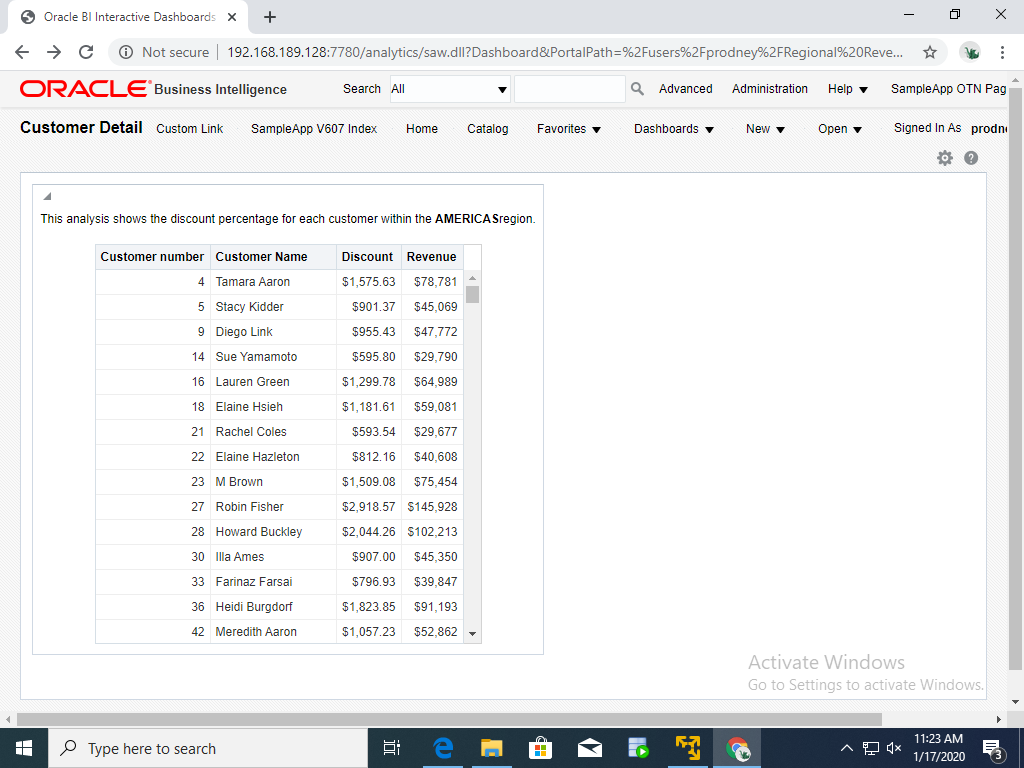 Oracle BI Interactive Dashboards
Not secure 192.168.189.128:7780/analytics/saw.dll?Dashboard&PortalPath=%2Fusers%2Fprodney%2FRegional%20Reve...
ORACLE Business Intelligence Search All Advanced Administration Help SampleApp OTN Pag
Customer Detail Custom Link SampleApp V607 Index Home Catalog Favorites Dashboards New Open Signed In As prodn
This analysis shows the discount percentage for each customer within the AMERICASregion.
Customer number Customer Name Discount Revenue
4 Tamara Aaron $1,575.63 $78,781
5 Stacy Kidder $901.37 $45,069
9 Diego Link $955.43 $47,772
14 Sue Yamamoto $595.80 $29,790
16 Lauren Green $1,299.78 $64,989
18 Elaine Hsieh $1,181.61 $59,081
21 Rachel Coles $593.54 $29,677
22 Elaine Hazleton $812.16 $40,608
23 M Brown $1,509.08 $75,454
27 Robin Fisher $2,918.57 $145,928
28 Howard Buckley $2,044.26 $102,213
30 Illa Ames $907.00 $45,350
33 Farinaz Farsai $796.93 $39,847
36 Heidi Burgdorf $1,823.85 $91,193
42 Meredith Aaron $1,057.23 $52,862
Activate Windows
Go to Settings to activate Windows.
Type here to search
11:23 AM
1/17/2020
3